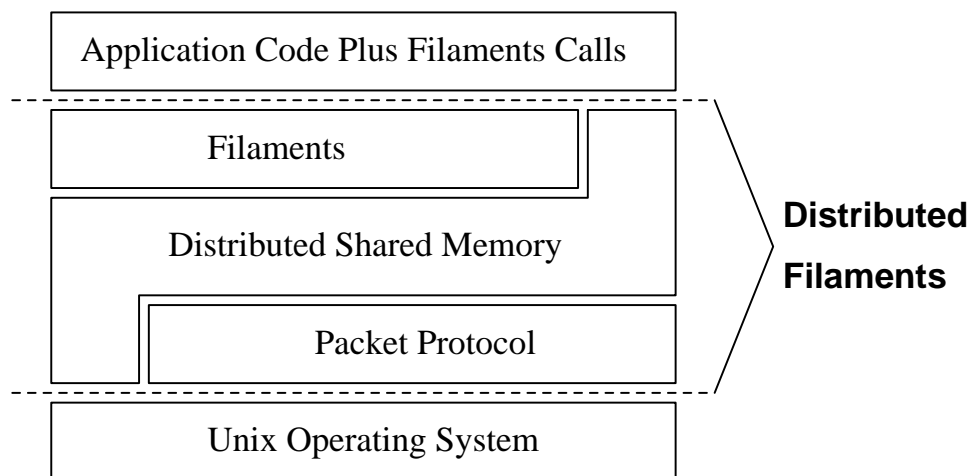 Application Code Plus Filaments Calls
Filaments
Distributed Shared Memory
Packet Protocol
Unix Operating System
Distributed
Filaments